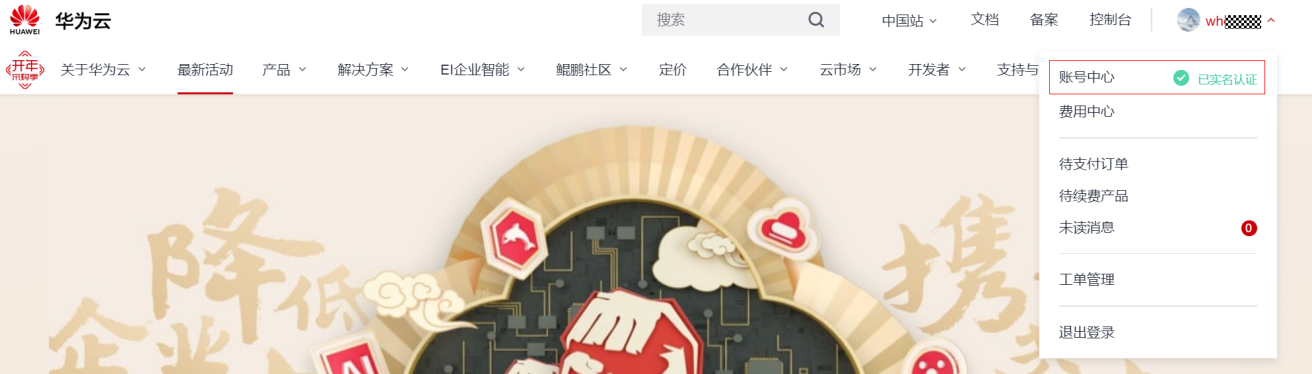 HUAWEI 华为云 搜索 中国站 文档 备案 控制台 wh
开年采购季 关于华为云 最新活动 产品 解决方案 EI企业智能 鲲鹏社区 定价 合作伙伴 云市场 开发者 支持与
账号中心 已实名认证
费用中心
待支付订单
待续费产品
未读消息 0
工单管理
退出登录
降低
企业
携
AI